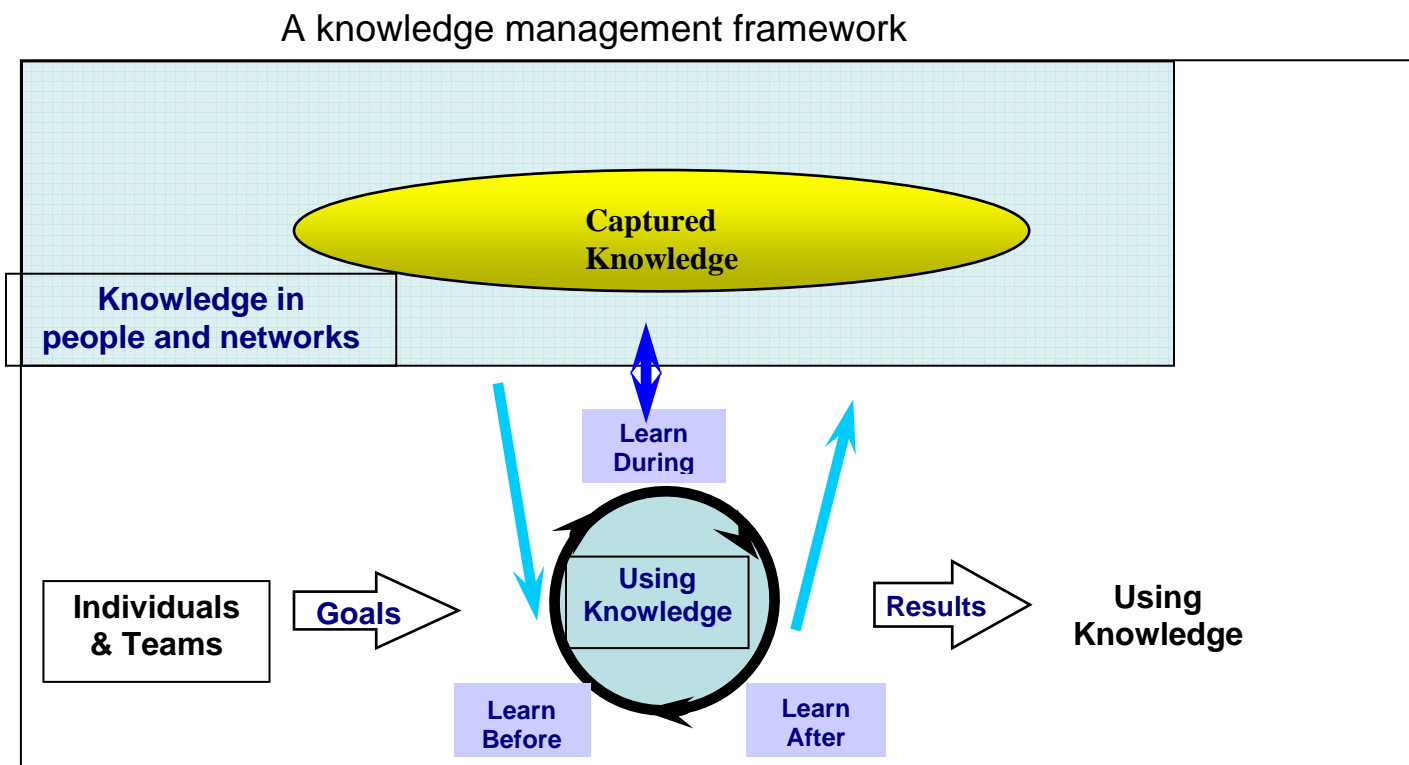 A knowledge management framework
Captured
Knowledge
Knowledge in
people and networks
Learn
During
Using
Knowledge
Individuals
& Teams
Goals
Results
Using
Knowledge
Learn
Before
Learn
After